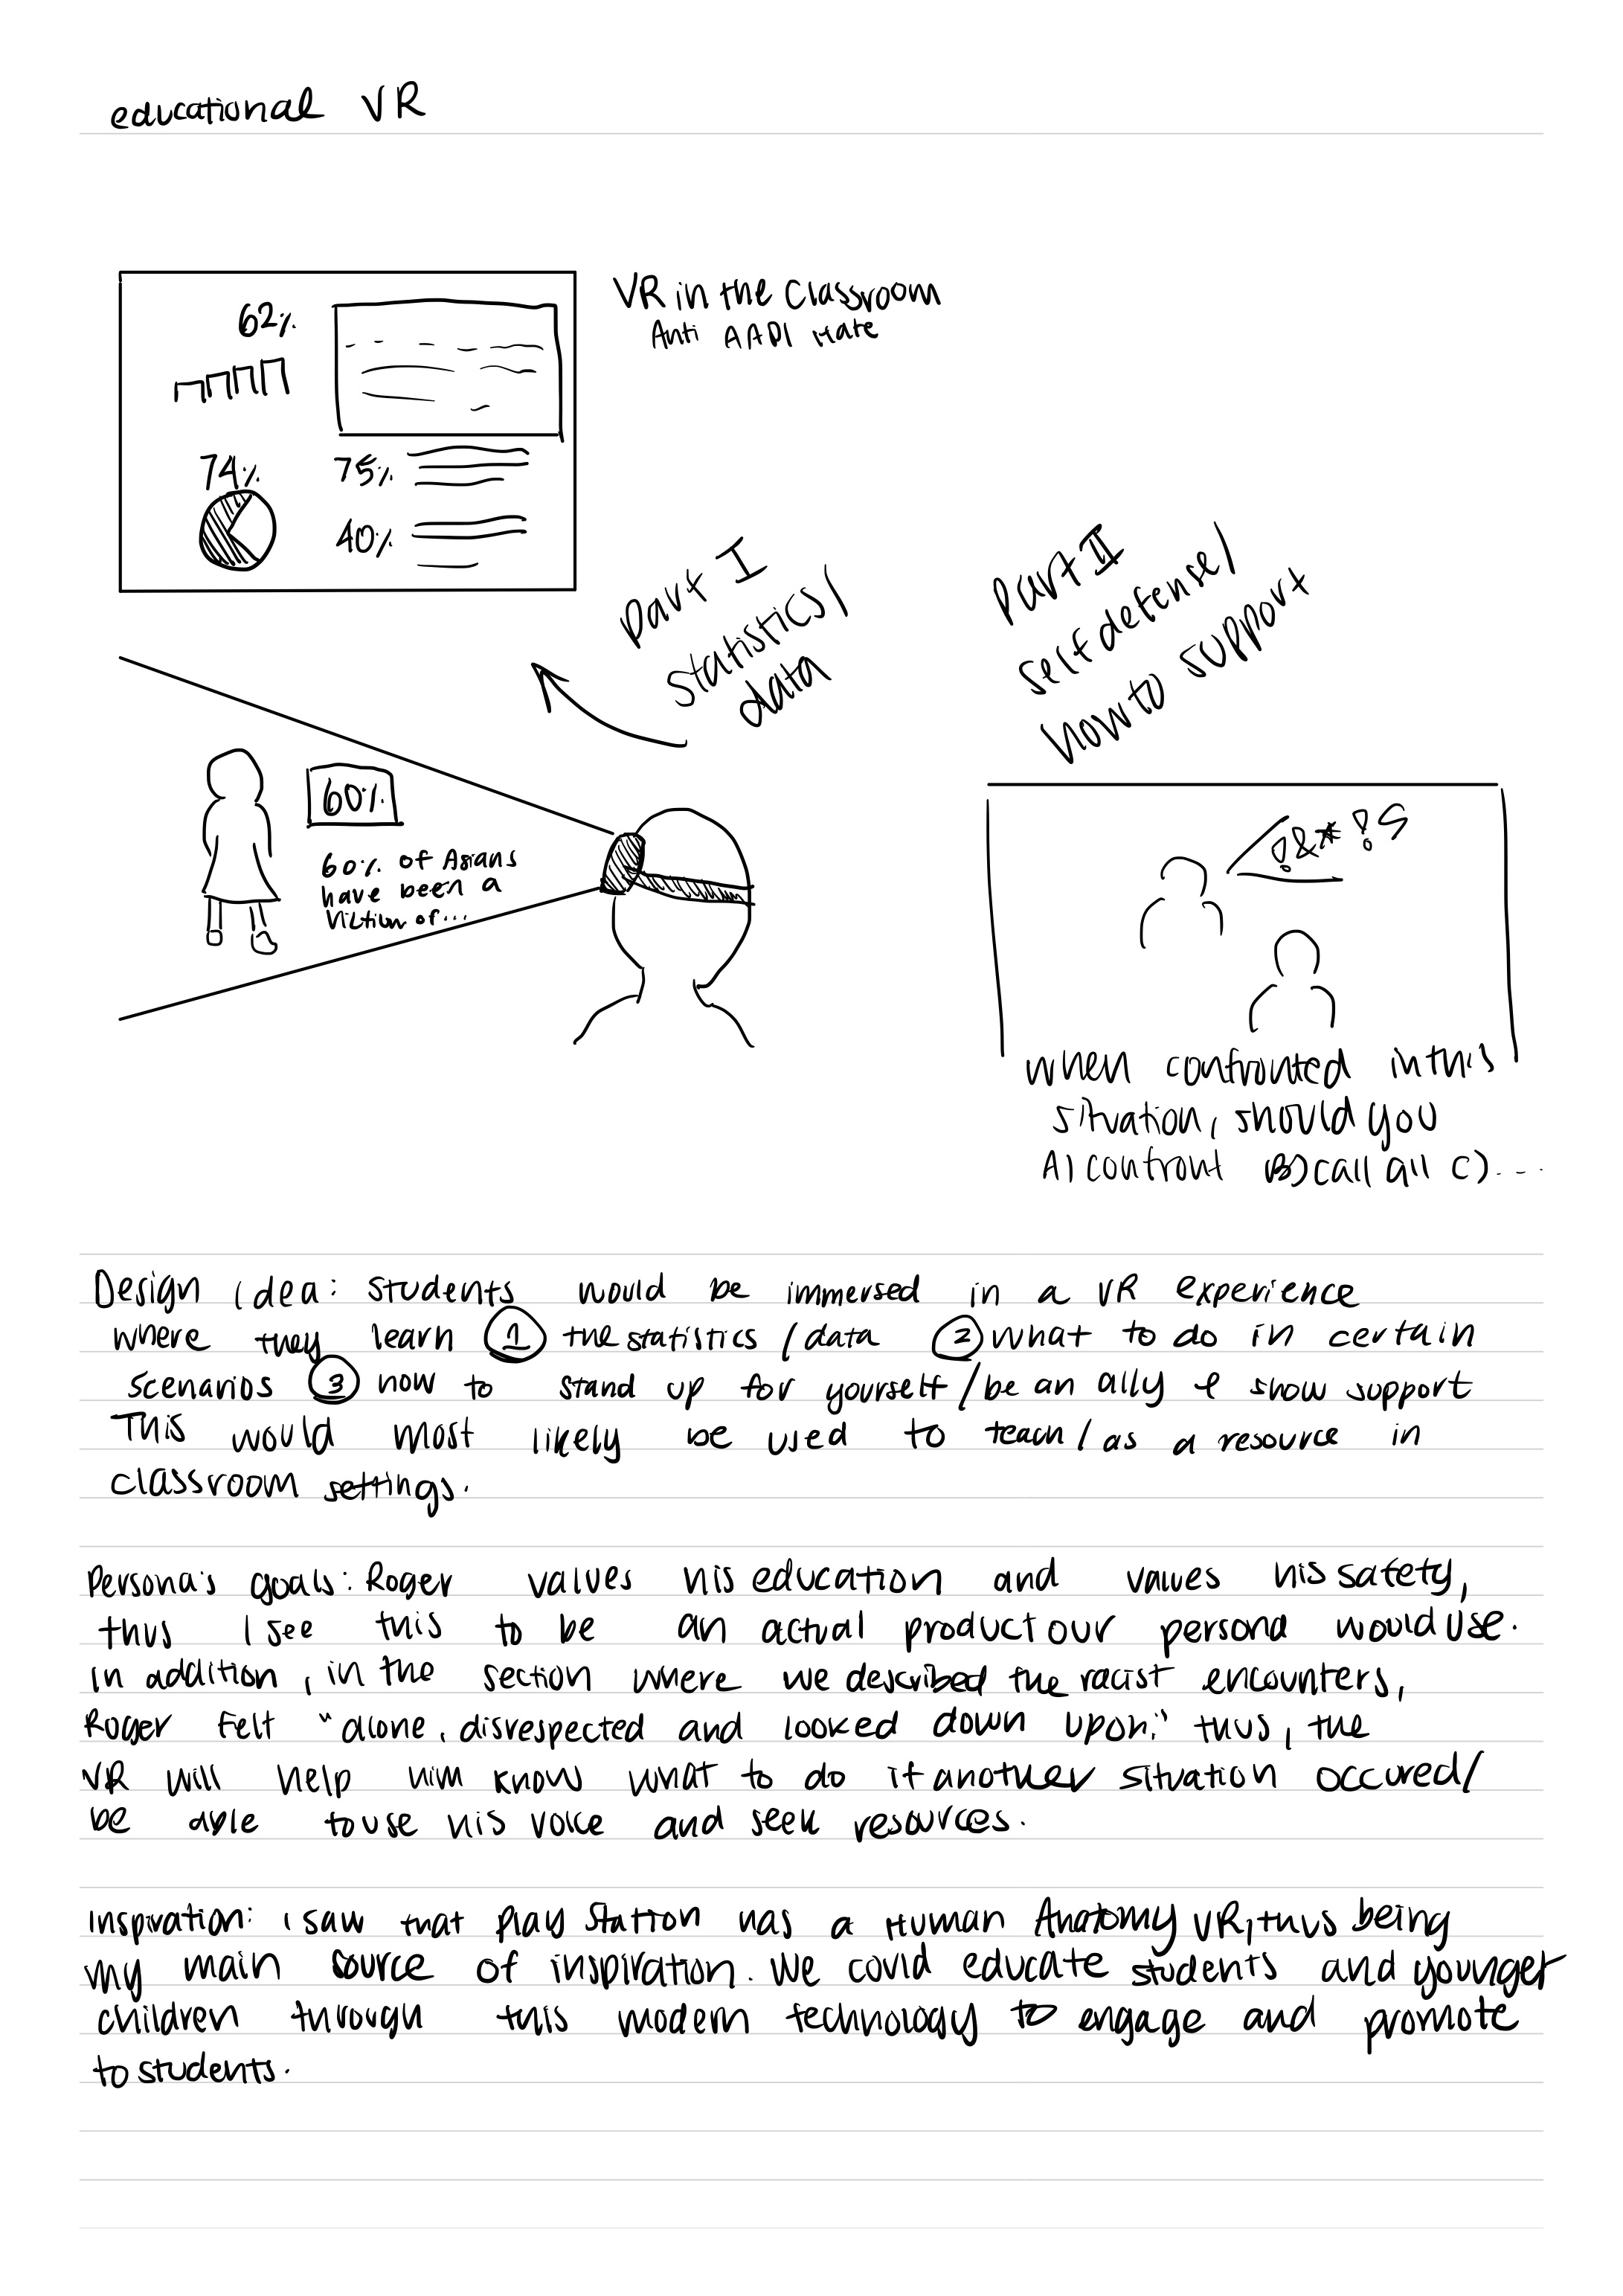 educational VR
VR in the Classroom
Anti AAPI Hate
62%
74%
75%
40%
Part I
Statistics/
data
Part II
Self defense/
how to support
60%
60% of Asians
have been a
victim of...
!&*!?
when confronted in this
situation, should you
A) confront B) call all C) ...
Design idea: Students would be immersed in a VR experience
where they learn 1 the statistics / data 2 what to do in certain
scenarios 3 how to stand up for yourself / be an ally & show support
This would most likely be used to teach / as a resource in
classroom settings.
Persona's goals: Roger values his education and values his safety,
thus I see this to be an actual product our persona would use.
In addition, in the section where we described the racist encounters,
Roger felt "alone, disrespected and looked down upon." thus, the
VR will help him know what to do if another situation occured/
be able to use his voice and seek resources.
Inspiration: I saw that PlayStation has a Human Anatomy VR, thus being
my main source of inspiration. We could educate students and younger
children through this modern technology to engage and promote
to students.